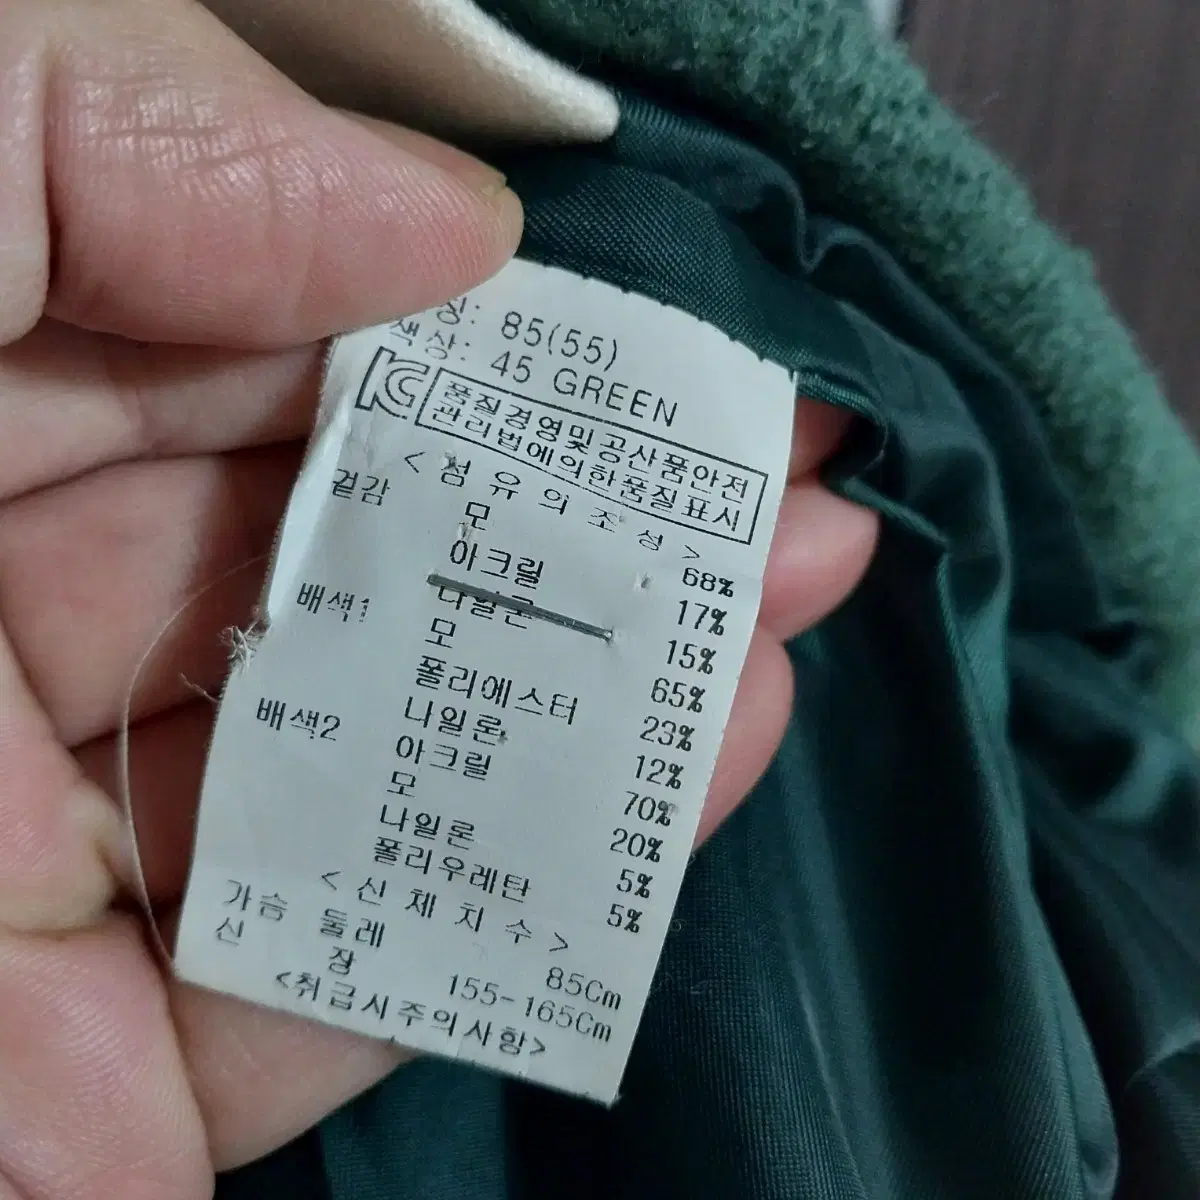 칭: 85(55)
색상: 45 GREEN
품질경영및공산품안전
관리법에의한품질표시
<섬유의조성>
겉감 모 68%
아크릴 17%
나일론 15%
배색1 모 65%
폴리에스터 23%
나일론 12%
배색2 아크릴 70%
모 20%
나일론 5%
폴리우레탄 5%
<신체치수>
가슴둘레 85Cm
신장 155-165Cm
<취급시주의사항>